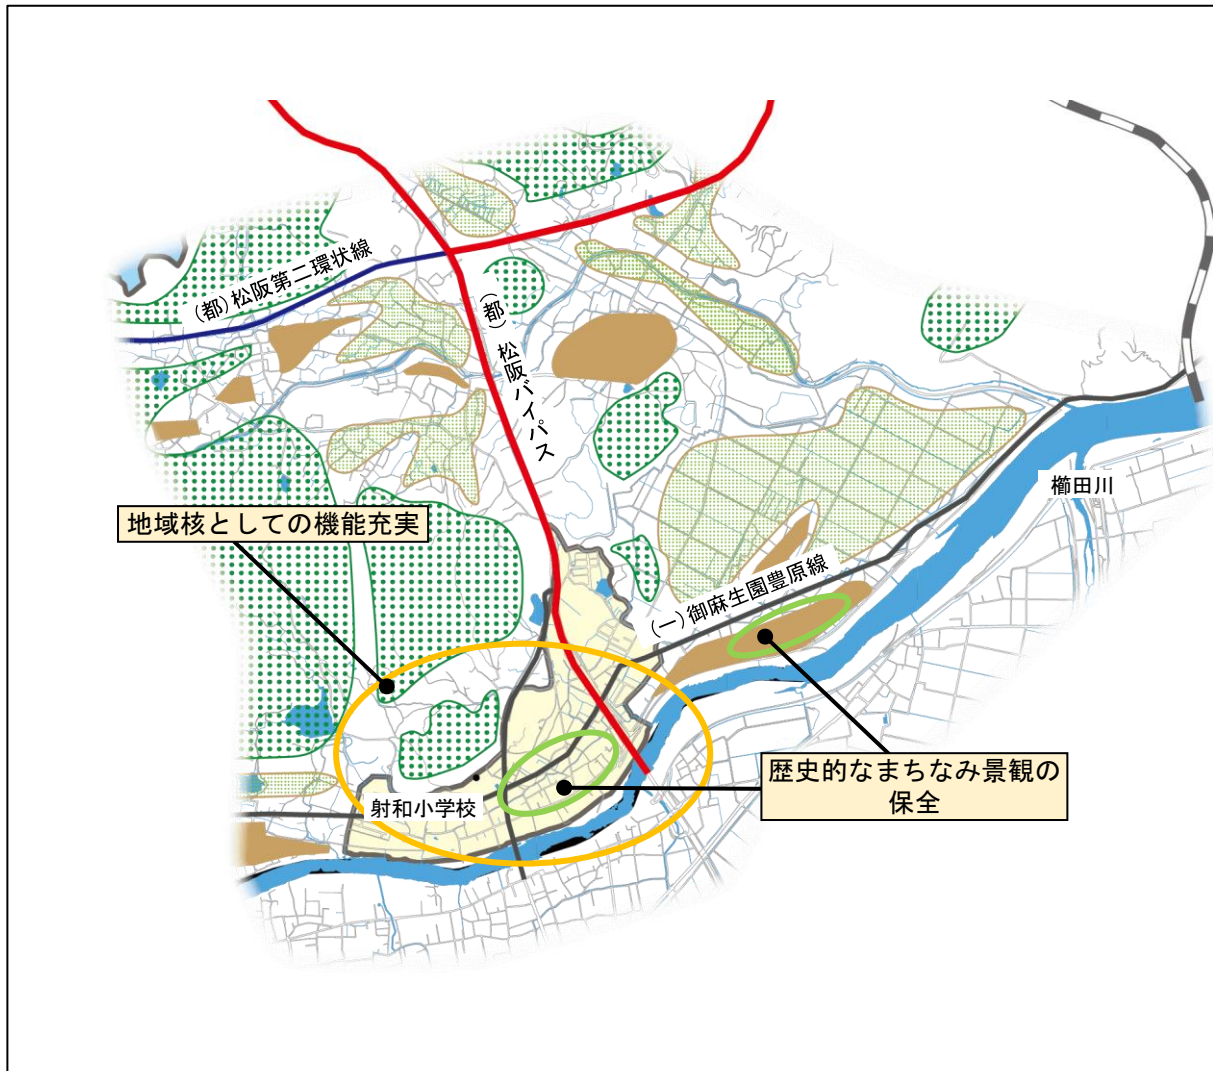 (都)松阪第二環状線
(都)松阪バイパス
櫛田川
地域核としての機能充実
(一)御麻生園豊原線
歴史的なまちなみ景観の
保全
射和小学校